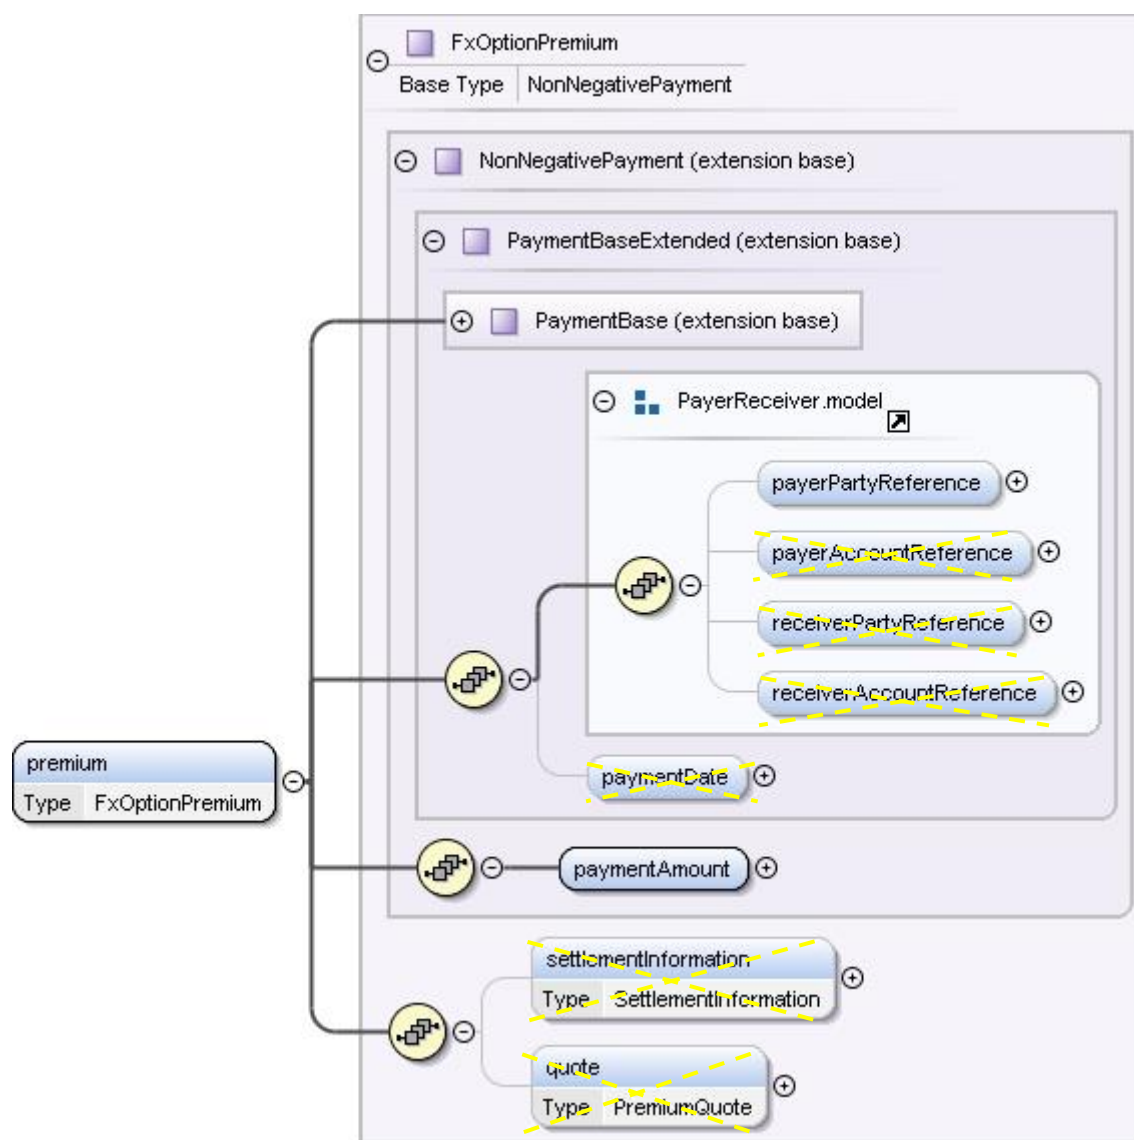 FxOptionPremium
Base Type NonNegativePayment
NonNegativePayment (extension base)
PaymentBaseExtended (extension base)
PaymentBase (extension base)
PayerReceiver.model
payerPartyReference
payerAccountReference
receiverPartyReference
receiverAccountReference
premium
Type FxOptionPremium
paymentDate
paymentAmount
settlementInformation
Type SettlementInformation
quote
Type PremiumQuote